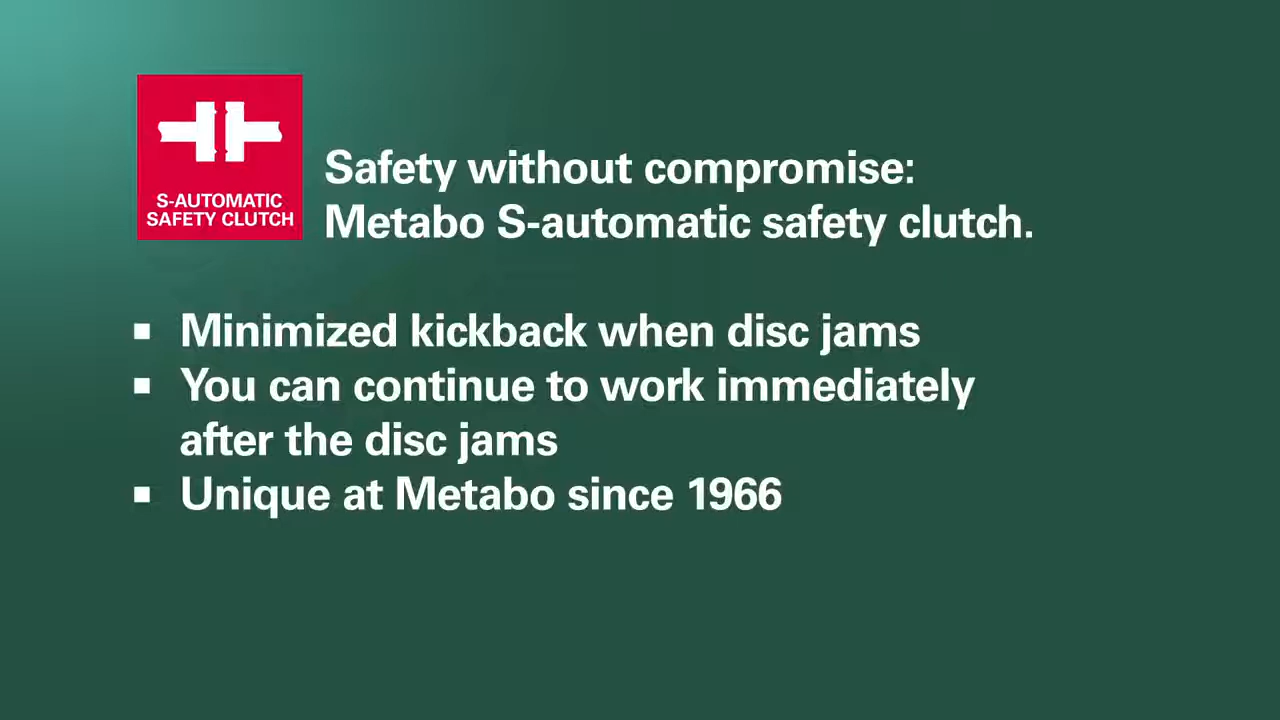 S-AUTOMATIC
SAFETY CLUTCH
Safety without compromise:
Metabo S-automatic safety clutch.
▪ Minimized kickback when disc jams
▪ You can continue to work immediately
after the disc jams
▪ Unique at Metabo since 1966